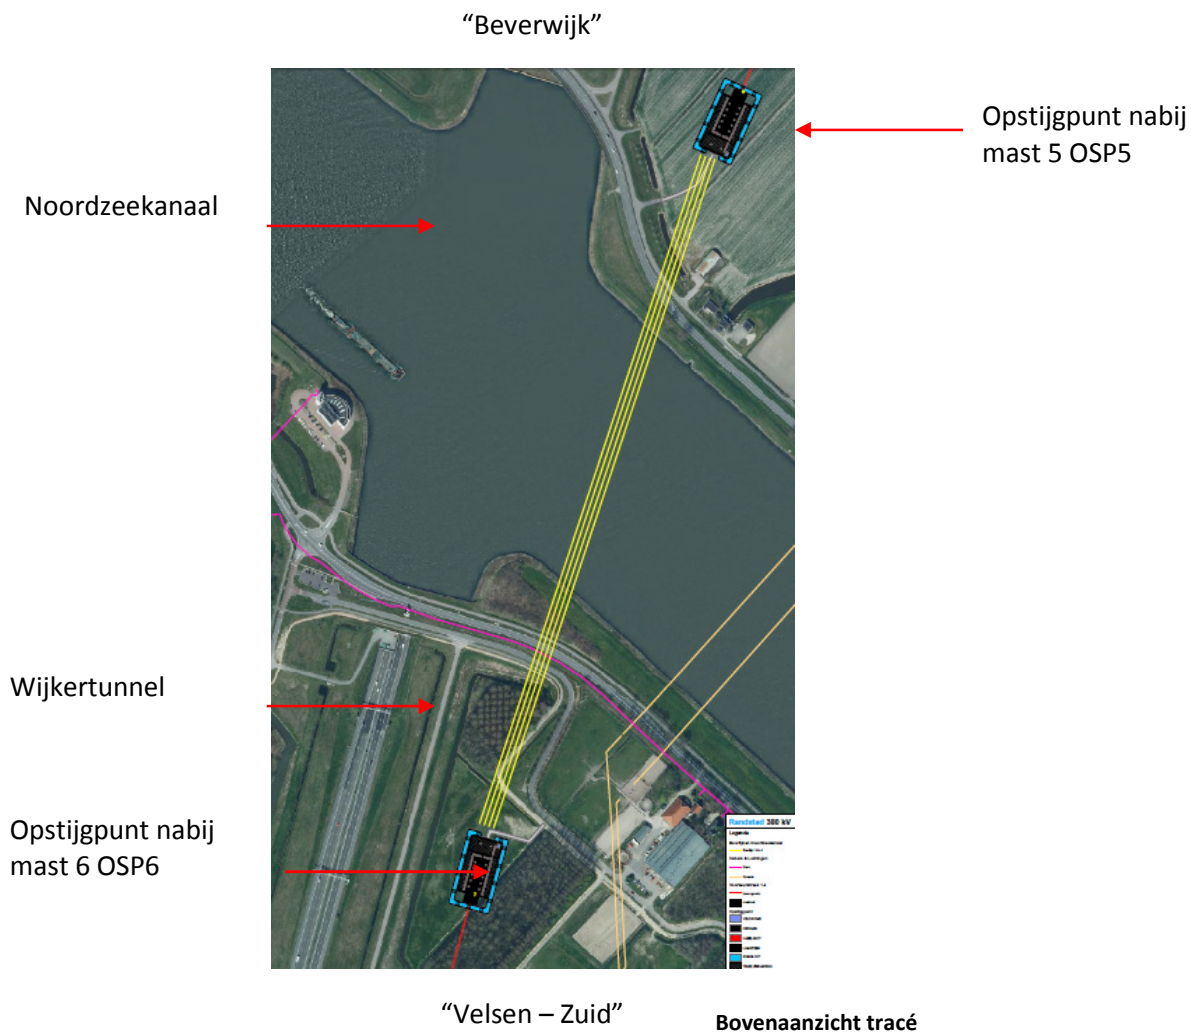 “Beverwijk”
Opstijgpunt nabij
mast 5 OSP5
Noordzeekanaal
Wijkertunnel
Opstijgpunt nabij
mast 6 OSP6
Randstad 380 kV
Legenda
“Velsen – Zuid”
Bovenaanzicht tracé